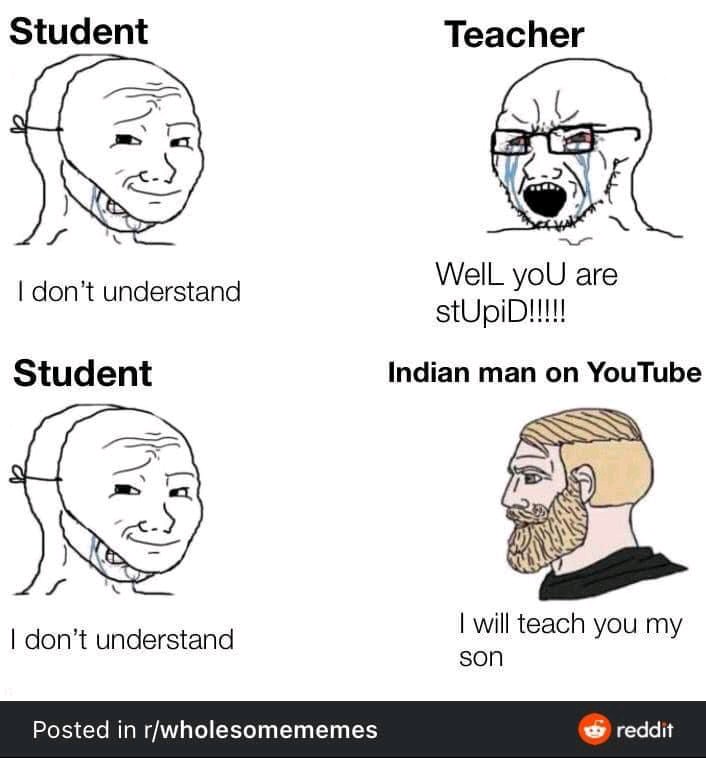 Student
Teacher
I don't understand
WelL yoU are
stUpiD!!!!!
Student
Indian man on YouTube
I don't understand
I will teach you my
son
Posted in r/wholesomememes
reddit